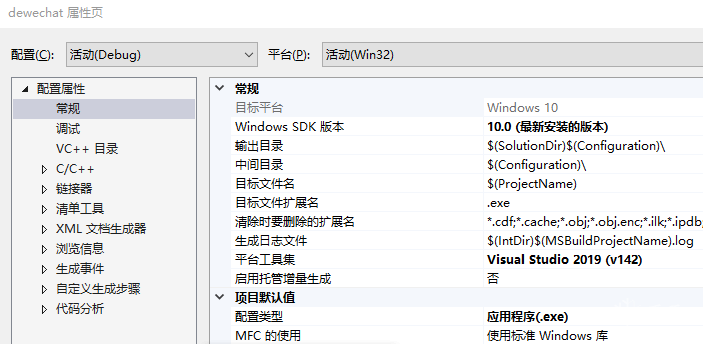 dewechat 属性页
配置(C): 活动(Debug) 平台(P): 活动(Win32)
配置属性
常规
调试
VC++ 目录
C/C++
链接器
清单工具
XML 文档生成器
浏览信息
生成事件
自定义生成步骤
代码分析
常规
目标平台 Windows 10
Windows SDK 版本 10.0 (最新安装的版本)
输出目录 $(SolutionDir)$(Configuration)\
中间目录 $(Configuration)\
目标文件名 $(ProjectName)
目标文件扩展名 .exe
清除时要删除的扩展名 *.cdf;*.cache;*.obj;*.obj.enc;*.ilk;*.ipdb;
生成日志文件 $(IntDir)$(MSBuildProjectName).log
平台工具集 Visual Studio 2019 (v142)
启用托管增量生成 否
项目默认值
配置类型 应用程序(.exe)
MFC 的使用 使用标准 Windows 库